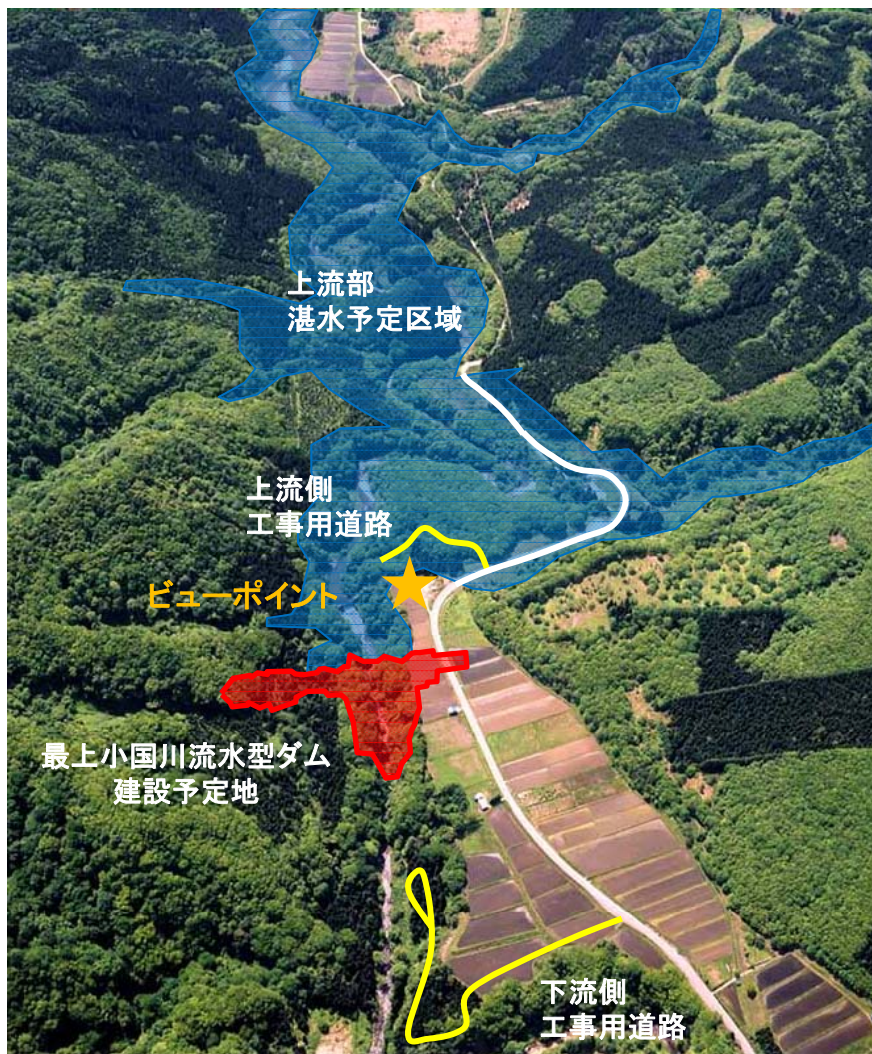 上流部
湛水予定区域
上流側
工事用道路
ビューポイント
最上小国川流水型ダム
建設予定地
下流側
工事用道路